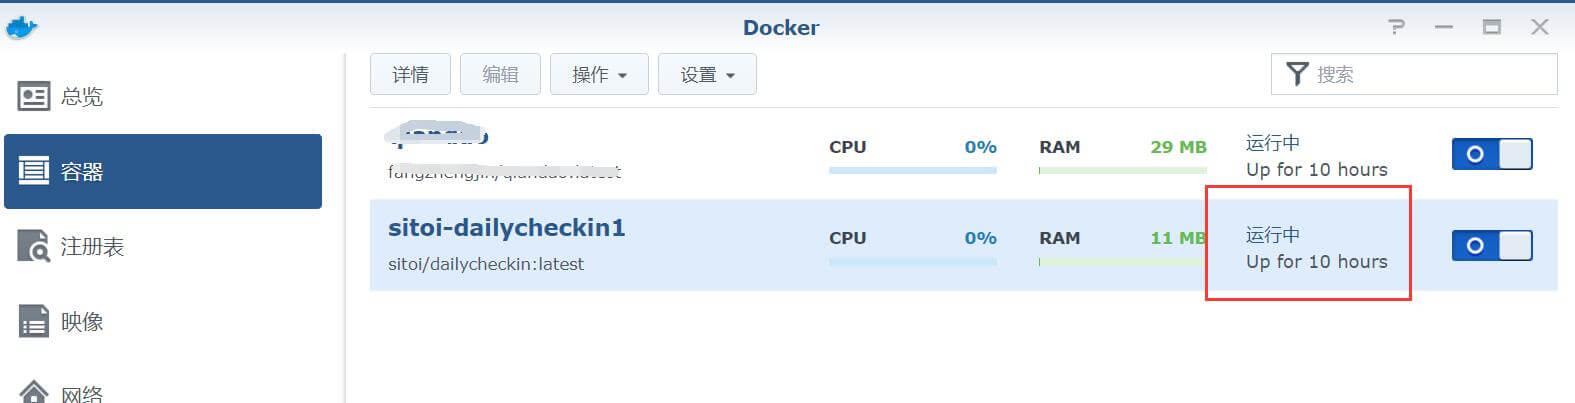 Docker
总览
容器
注册表
映像
网络
详情 编辑 操作 设置 搜索
CPU 0% RAM 29 MB 运行中
Up for 10 hours
sitoi-dailycheckin1
CPU 0% RAM 11 MB 运行中
sitoi/dailycheckin:latest
Up for 10 hours